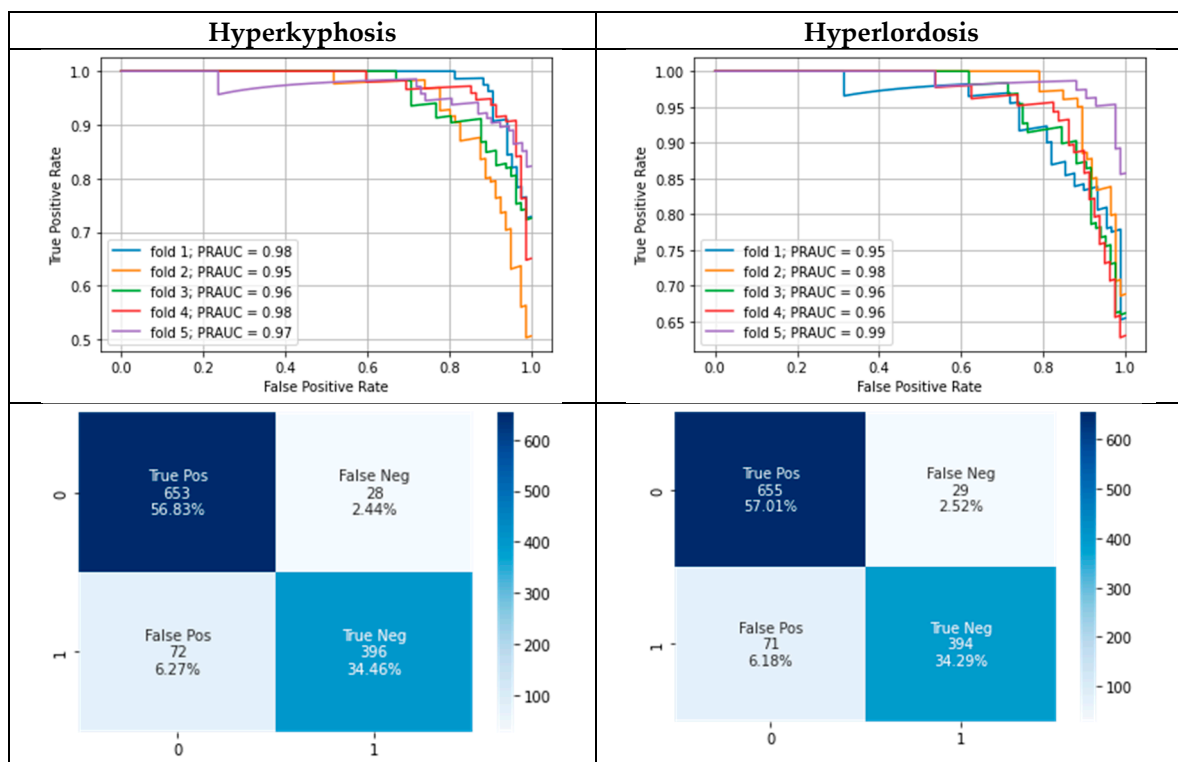 Hyperkyphosis
Hyperlordosis
True Positive Rate
1.0
0.9
0.8
0.7
0.6
0.5
fold 1; PRAUC = 0.98
fold 2; PRAUC = 0.95
fold 3; PRAUC = 0.96
fold 4; PRAUC = 0.98
fold 5; PRAUC = 0.97
0.0 0.2 0.4 0.6 0.8 1.0
False Positive Rate
True Positive Rate
1.00
0.95
0.90
0.85
0.80
0.75
0.70
0.65
fold 1; PRAUC = 0.95
fold 2; PRAUC = 0.98
fold 3; PRAUC = 0.96
fold 4; PRAUC = 0.96
fold 5; PRAUC = 0.99
0.0 0.2 0.4 0.6 0.8 1.0
False Positive Rate
0
True Pos
653
56.83%
False Neg
28
2.44%
1
False Pos
72
6.27%
True Neg
396
34.46%
0 1
600
500
400
300
200
100
0
True Pos
655
57.01%
False Neg
29
2.52%
1
False Pos
71
6.18%
True Neg
394
34.29%
0 1
600
500
400
300
200
100